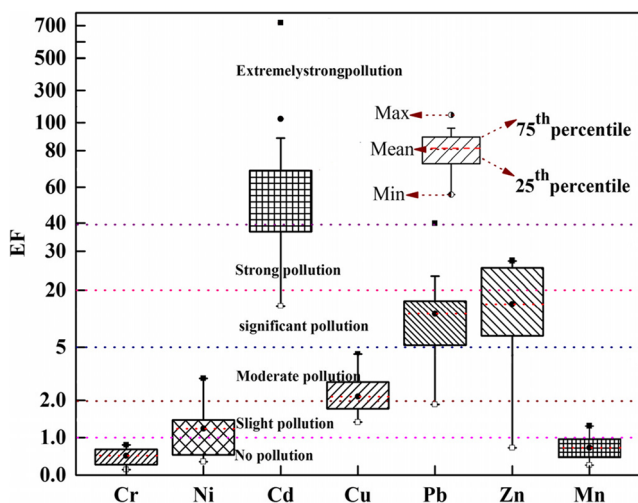 EF
700
500
300
100
80
60
40
30
20
5
2.0
1.0
0.0
Extremelystrongpollution
Strong pollution
significant pollution
Moderate pollution
Slight pollution
No pollution
Max
Mean
Min
75th percentile
25th percentile
Cr Ni Cd Cu Pb Zn Mn